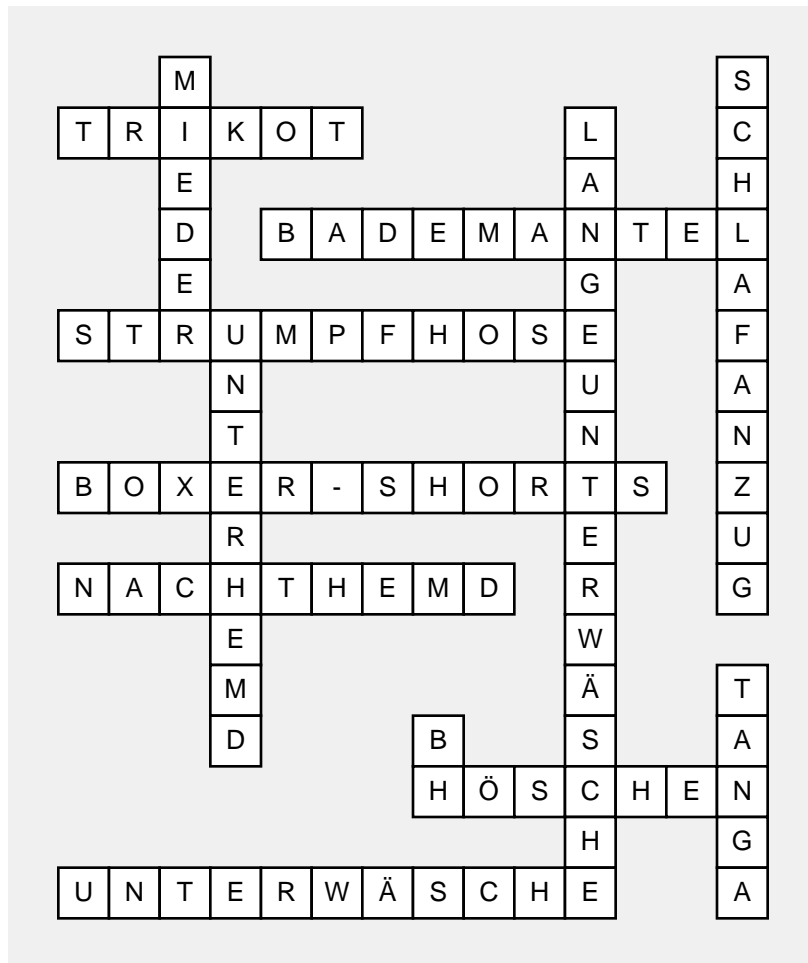 MIEDER
SCHLAFANZUG
TRIKOT
LANGEUNTERWÄSCHE
BADEMANTEL
STRUMPFHOSE
UNTERHEMD
BOXER-SHORTS
NACHTHEMD
TANGA
BH
HÖSCHEN
UNTERWÄSCHE